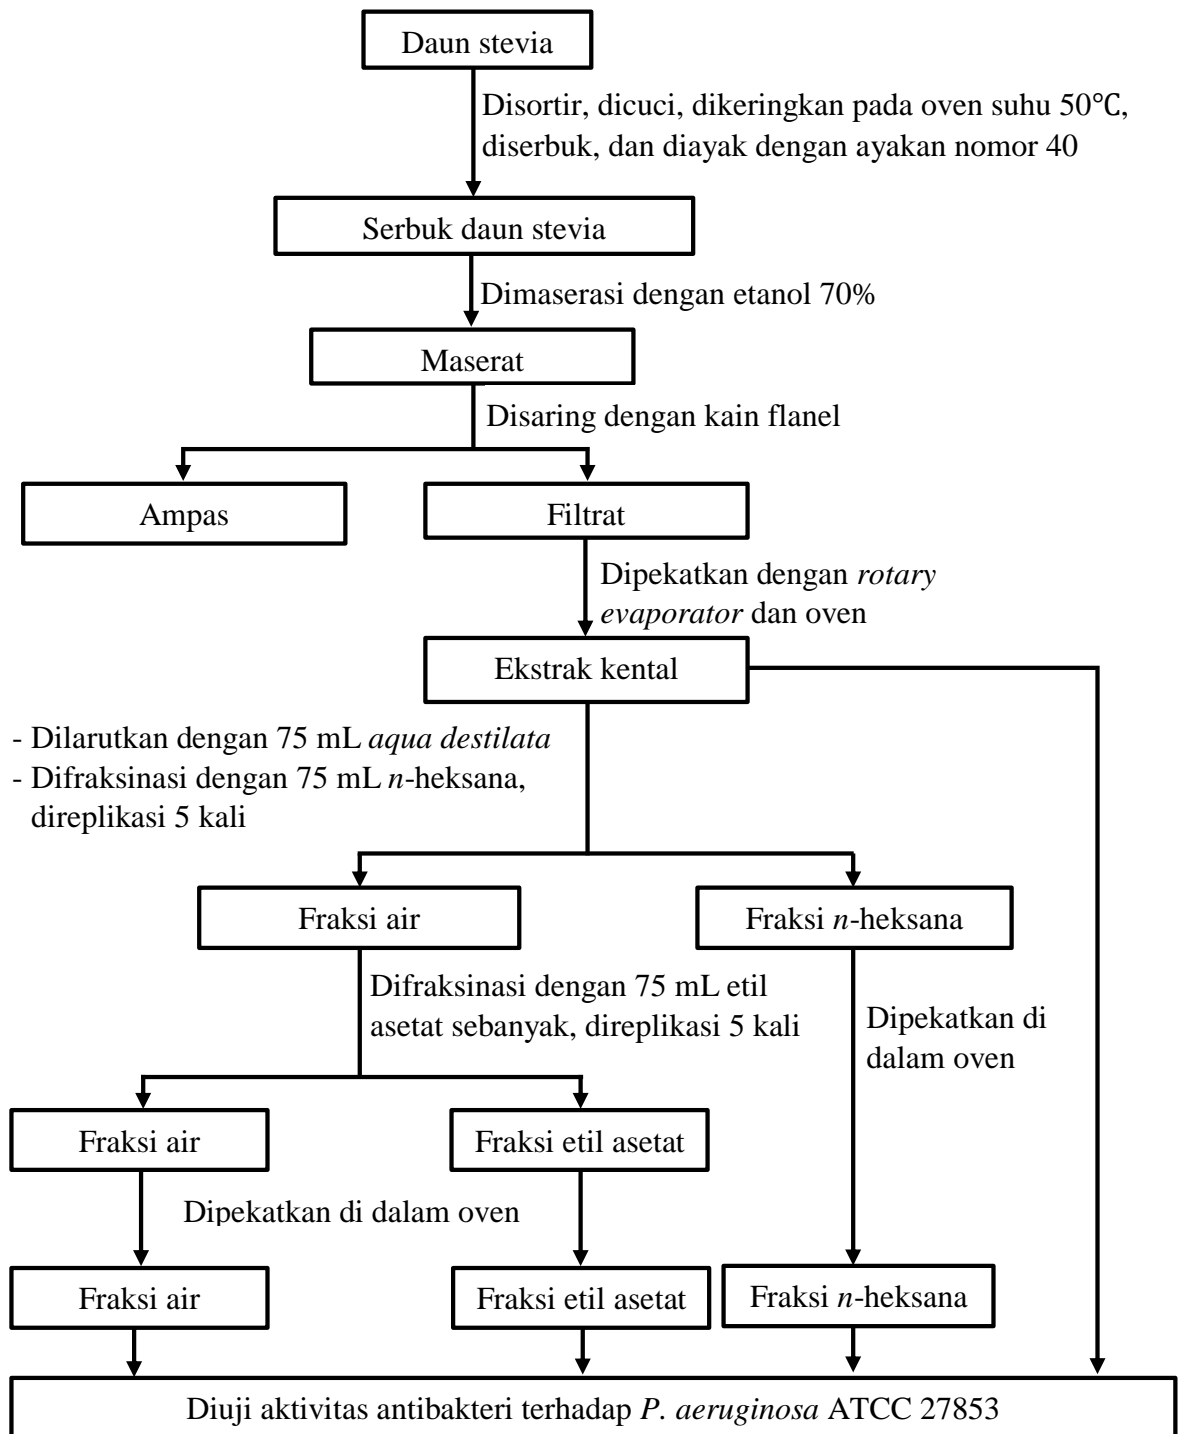 Daun stevia
Disortir, dicuci, dikeringkan pada oven suhu 50℃,
diserbuk, dan diayak dengan ayakan nomor 40
Serbuk daun stevia
Dimaserasi dengan etanol 70%
Maserat
Disaring dengan kain flanel
Ampas
Filtrat
Dipekatkan dengan rotary
evaporator dan oven
Ekstrak kental
- Dilarutkan dengan 75 mL aqua destilata
- Difraksinasi dengan 75 mL n-heksana,
direplikasi 5 kali
Fraksi air
Fraksi n-heksana
Difraksinasi dengan 75 mL etil
asetat sebanyak, direplikasi 5 kali
Dipekatkan di
dalam oven
Fraksi air
Fraksi etil asetat
Dipekatkan di dalam oven
Fraksi air
Fraksi etil asetat
Fraksi n-heksana
Diuji aktivitas antibakteri terhadap P. aeruginosa ATCC 27853